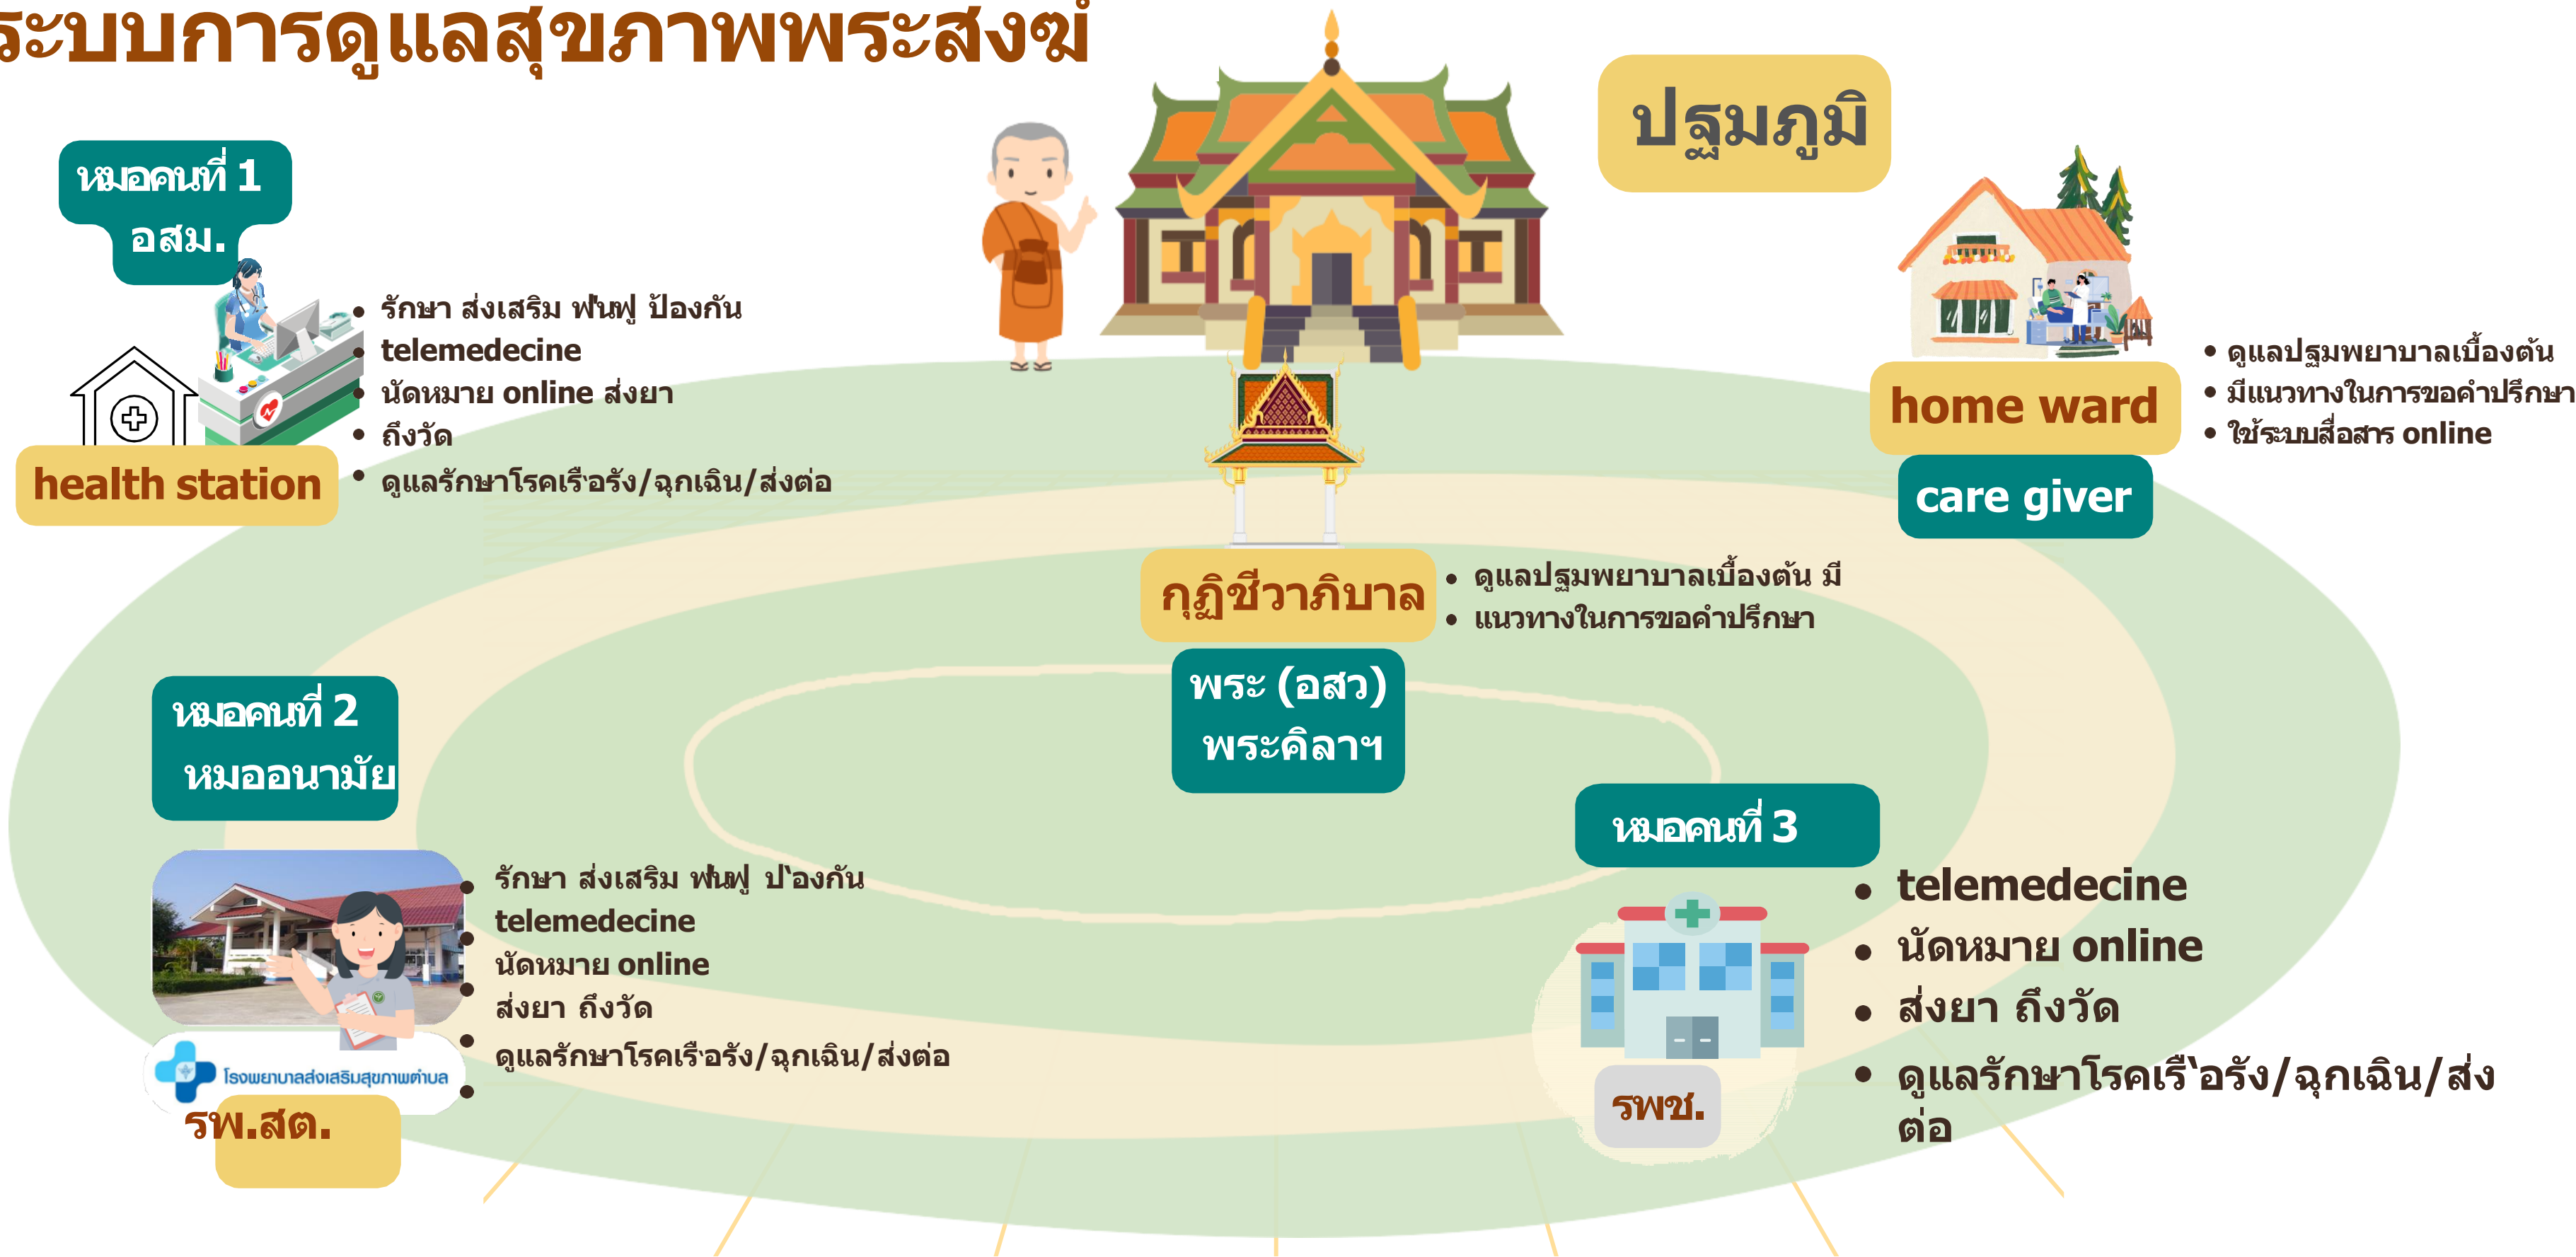 ระบบการดูแลสุขภาพพระสงฆ์
ปฐมภูมิ
หมอคนที่ 1
อสม.
• รักษา ส่งเสริม ฟื้นฟู ป้องกัน
• telemedecine
• นัดหมาย online ส่งยา
• ถึงวัด
• ดูแลรักษาโรคเรื้อรัง/ฉุกเฉิน/ส่งต่อ
health station
home ward
care giver
• ดูแลปฐมพยาบาลเบื้องต้น
• มีแนวทางในการขอคำปรึกษา
• ใช้ระบบสื่อสาร online
กุฏิชีวาภิบาล
• ดูแลปฐมพยาบาลเบื้องต้น มี
• แนวทางในการขอคำปรึกษา
พระ (อสว)
พระคิลาฯ
หมอคนที่ 2
หมออนามัย
รักษา ส่งเสริม ฟื้นฟู ป้องกัน
telemedecine
นัดหมาย online
ส่งยา ถึงวัด
ดูแลรักษาโรคเรื้อรัง/ฉุกเฉิน/ส่งต่อ
โรงพยาบาลส่งเสริมสุขภาพตำบล
รพ.สต.
หมอคนที่ 3
• telemedecine
• นัดหมาย online
• ส่งยา ถึงวัด
• ดูแลรักษาโรคเรื้อรัง/ฉุกเฉิน/ส่ง
ต่อ
รพช.